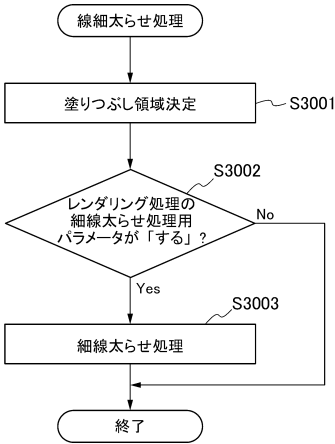 線細太らせ処理
塗りつぶし領域決定
S3001
S3002
レンダリング処理の
細線太らせ処理用
パラメータが「する」?
No
Yes
S3003
細線太らせ処理
終了